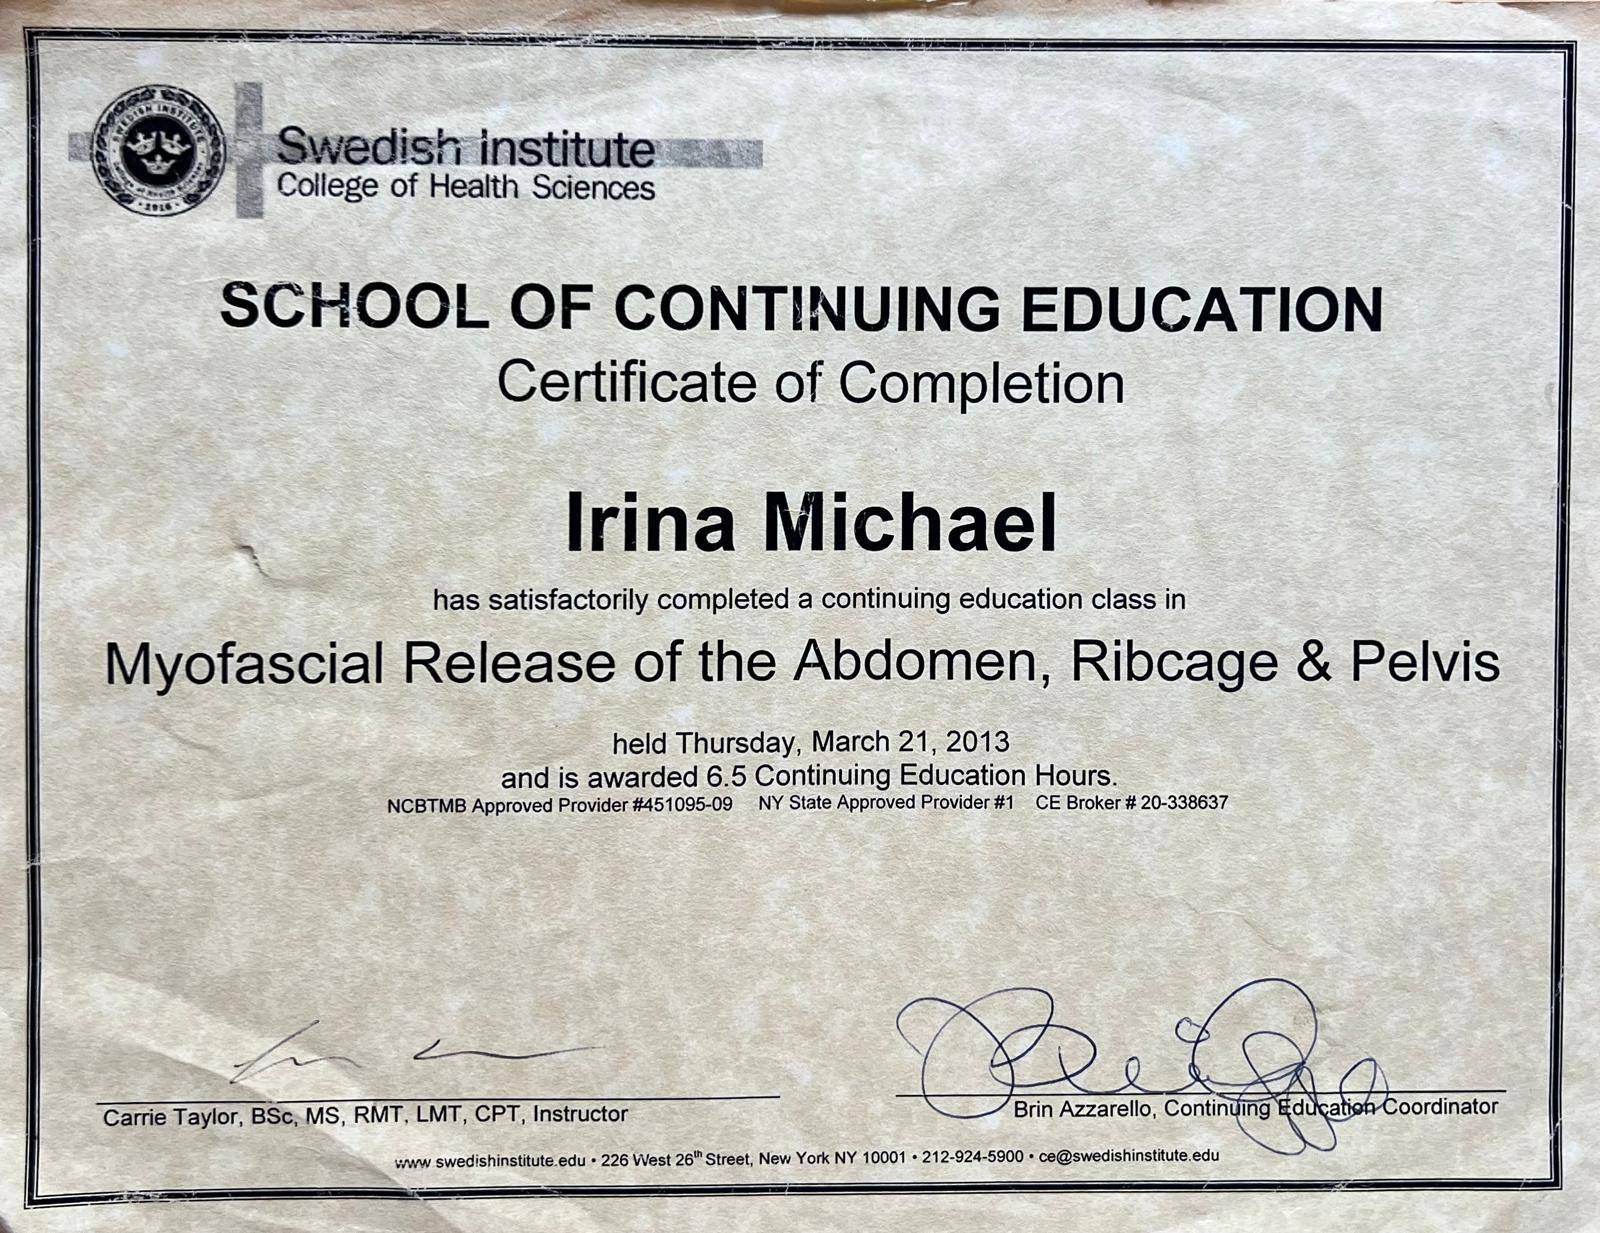 SWEDISH INSTITUTE
1916
Swedish Institute
College of Health Sciences
SCHOOL OF CONTINUING EDUCATION
Certificate of Completion
Irina Michael
has satisfactorily completed a continuing education class in
Myofascial Release of the Abdomen, Ribcage & Pelvis
held Thursday, March 21, 2013
and is awarded 6.5 Continuing Education Hours.
NCBTMB Approved Provider #451095-09 NY State Approved Provider #1 CE Broker # 20-338637
Carrie Taylor, BSc, MS, RMT, LMT, CPT, Instructor
Brin Azzarello, Continuing Education Coordinator
www swedishinstitute.edu • 226 West 26th Street, New York NY 10001 • 212-924-5900 • ce@swedishinstitute.edu